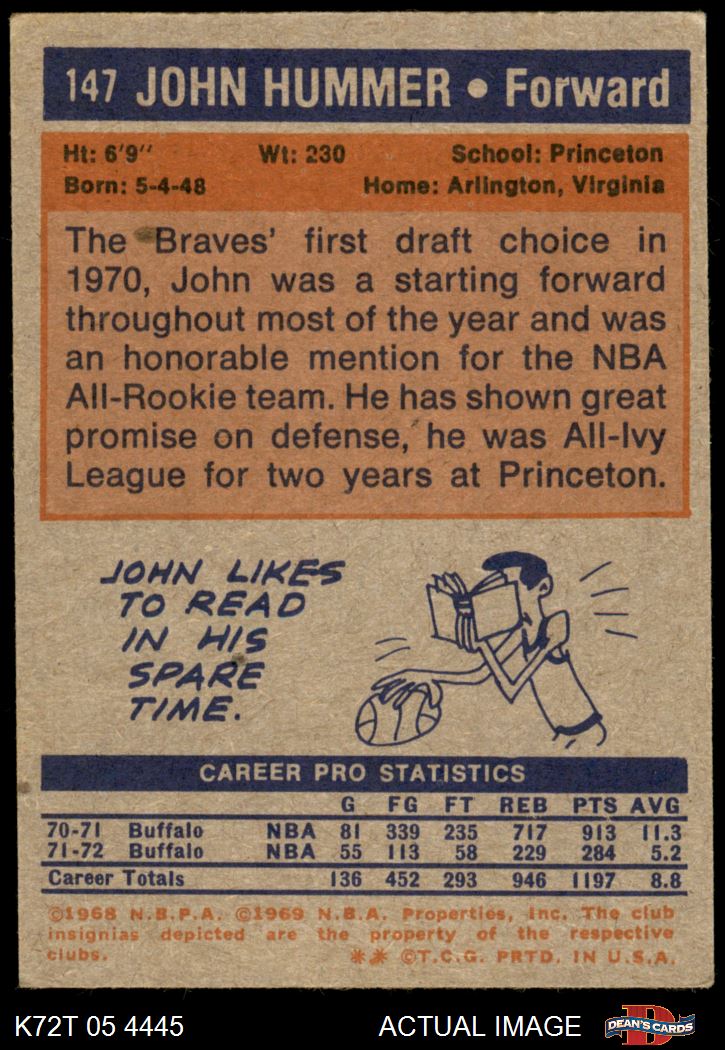 147 JOHN HUMMER • Forward
Ht: 6'9" Wt: 230 School: Princeton
Born: 5-4-48 Home: Arlington, Virginia
The Braves' first draft choice in
1970, John was a starting forward
throughout most of the year and was
an honorable mention for the NBA
All-Rookie team. He has shown great
promise on defense, he was All-Ivy
League for two years at Princeton.
JOHN LIKES
TO READ
IN HIS
SPARE
TIME.
CAREER PRO STATISTICS
G FG FT REB PTS AVG
70-71 Buffalo NBA 81 339 235 717 913 11.3
71-72 Buffalo NBA 55 113 58 229 284 5.2
Career Totals 136 452 293 946 1197 8.8
©1968 N.B.P.A. ©1969 N.B.A. Properties, Inc. The club
insignias depicted are the property of the respective
clubs. ** ©T.C.G. PRTD. IN U.S.A.
K72T 05 4445 ACTUAL IMAGE D DEAN'S CARDS